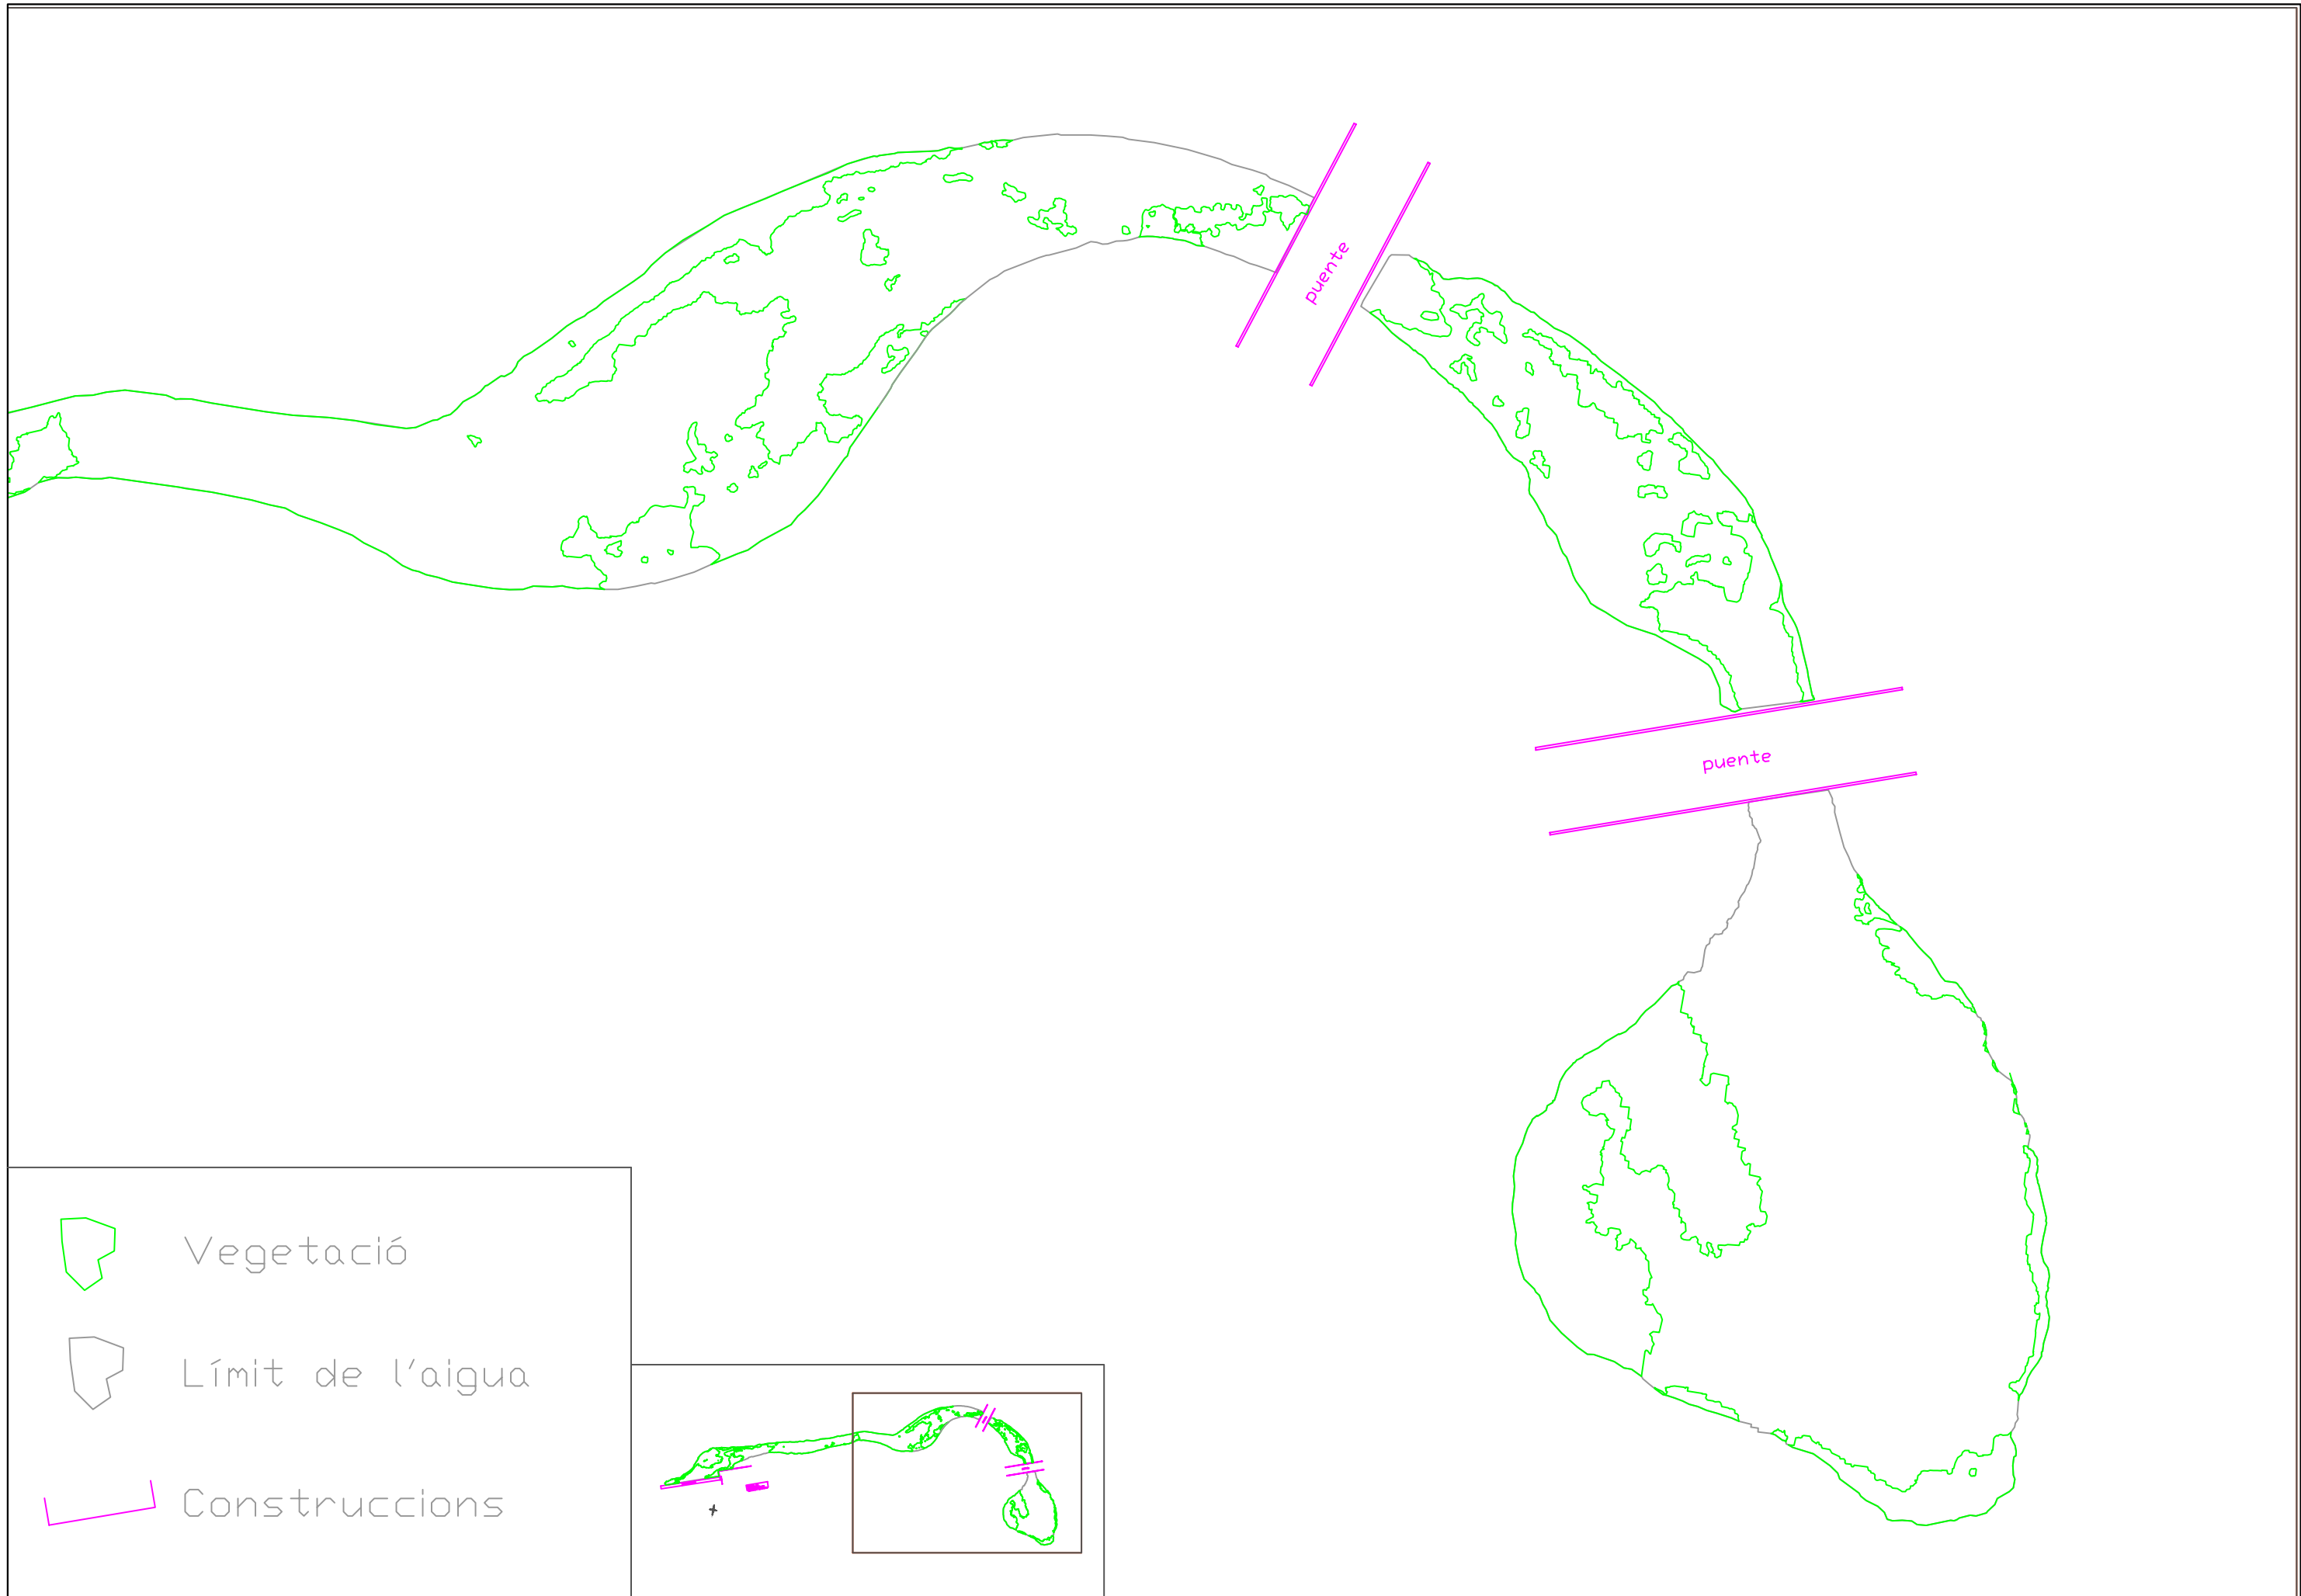 puente
puente
Vegetació
Límit de l'aigua
Construccions